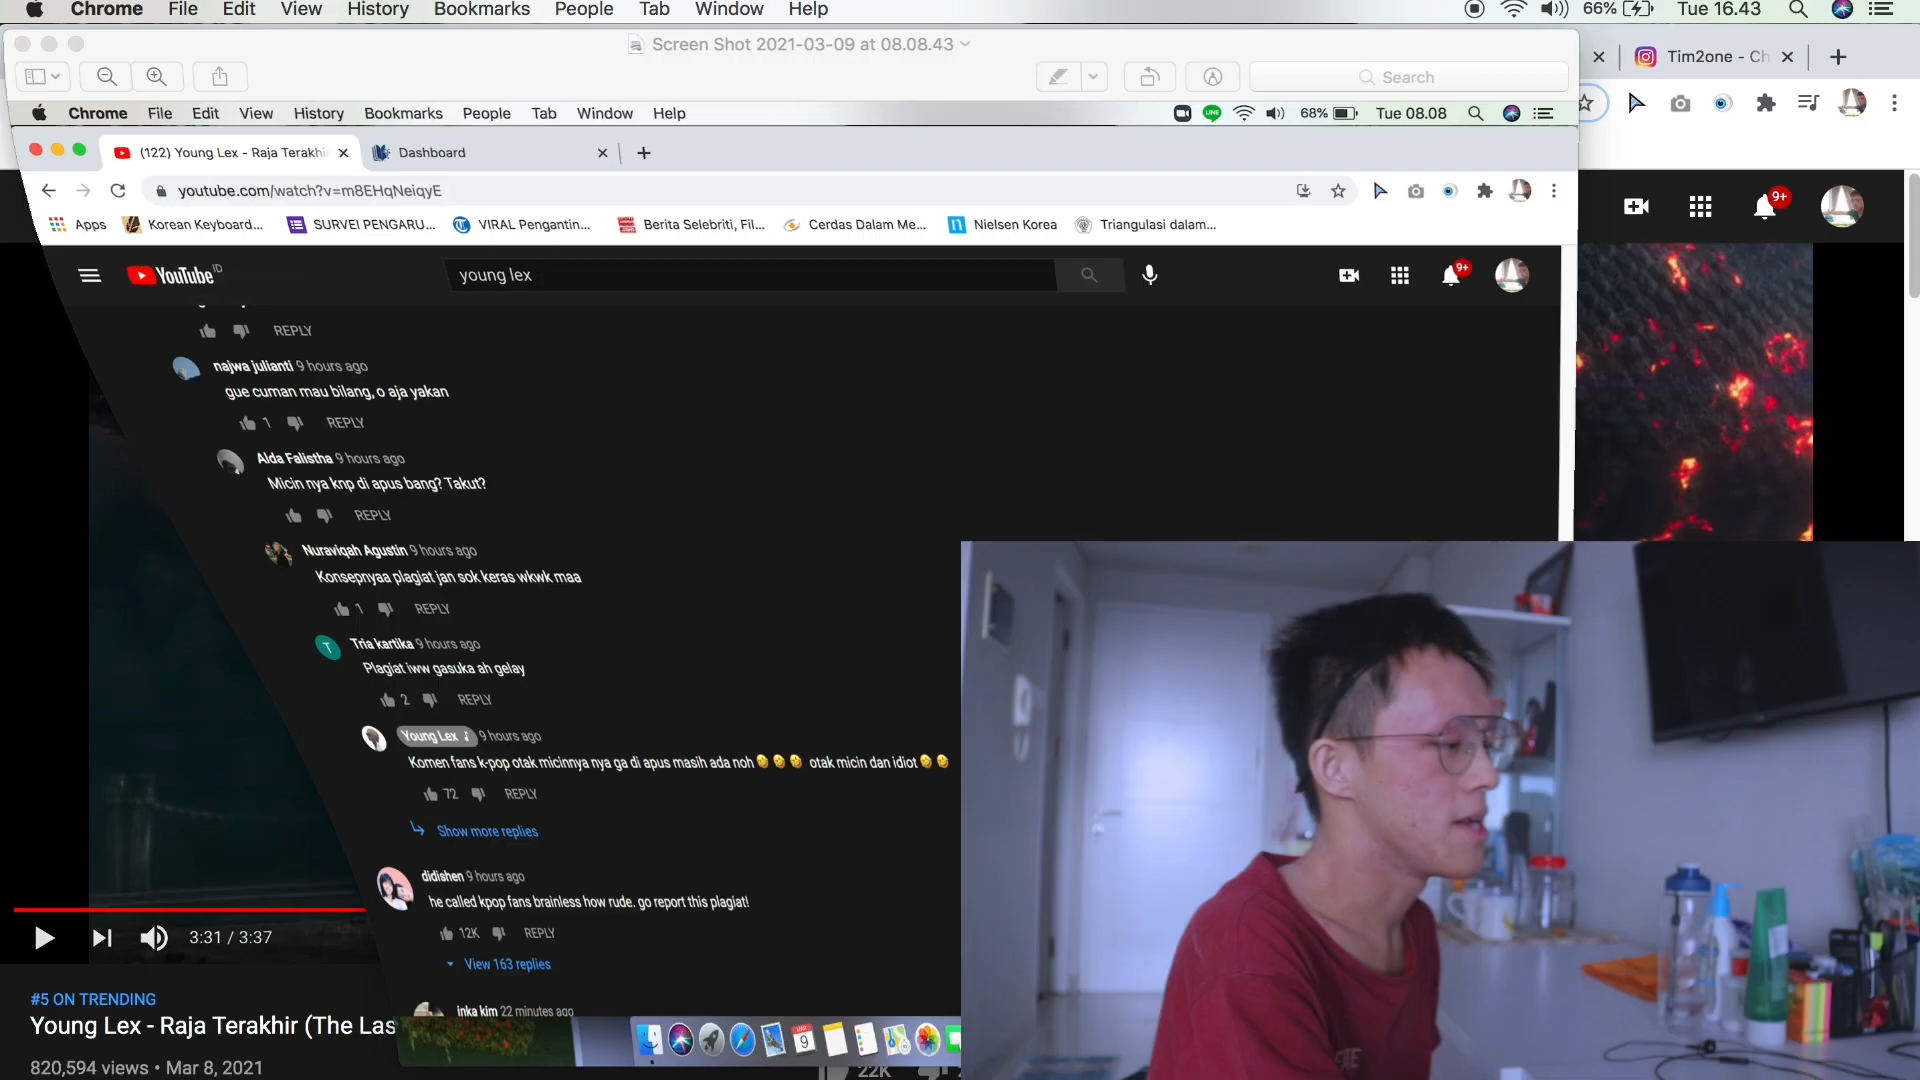 Chrome File Edit View History Bookmarks People Tab Window Help
66% Tue 16.43
Screen Shot 2021-03-09 at 08.08.43
Search
Tim2one - Ch
Chrome File Edit View History Bookmarks People Tab Window Help
LINE 68% Tue 08.08
(122) Young Lex - Raja Terakhi
Dashboard
youtube.com/watch?v=m8EHqNeiqyE
Apps Korean Keyboard... SURVEI PENGARU... VIRAL Pengantin... Berita Selebriti, Fil... Cerdas Dalam Me... Nielsen Korea Triangulasi dalam...
9+
YouTube ID
young lex
9+
REPLY
najwa julianti 9 hours ago
gue cuman mau bilang, o aja yakan
1 REPLY
Alda Falistha 9 hours ago
Micin nya knp di apus bang? Takut?
REPLY
Nuraviqah Agustin 9 hours ago
Konsepnyaa plagiat jan sok keras wkwk maa
1 REPLY
T Tria kartika 9 hours ago
Plagiat iww gasuka ah gelay
2 REPLY
Young Lex 9 hours ago
Komen fans k-pop otak micinnya nya ga di apus masih ada noh🤣🤣🤣 otak micin dan idiot🤣🤣
72 REPLY
Show more replies
didishen 9 hours ago
he called kpop fans brainless how rude. go report this plagiat!
12K REPLY
View 163 replies
inka kim 22 minutes ago
3:31 / 3:37
#5 ON TRENDING
Young Lex - Raja Terakhir (The Las
820,594 views • Mar 8, 2021
MAR 9
22K